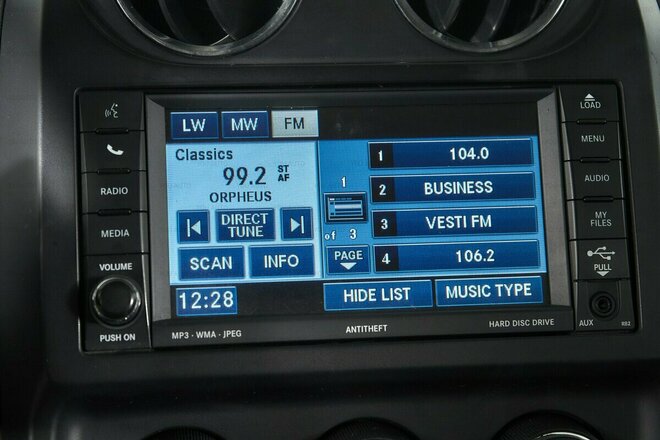 LOAD
LW MW FM
Classics
99.2 ST AF
ORPHEUS
DIRECT TUNE
SCAN INFO
12:28
1
of 3
PAGE
1 104.0
2 BUSINESS
3 VESTI FM
4 106.2
HIDE LIST MUSIC TYPE
RADIO
MEDIA
VOLUME
PUSH ON
MENU
AUDIO
MY FILES
PULL
AUX RB2
MP3 · WMA · JPEG ANTITHEFT HARD DISC DRIVE